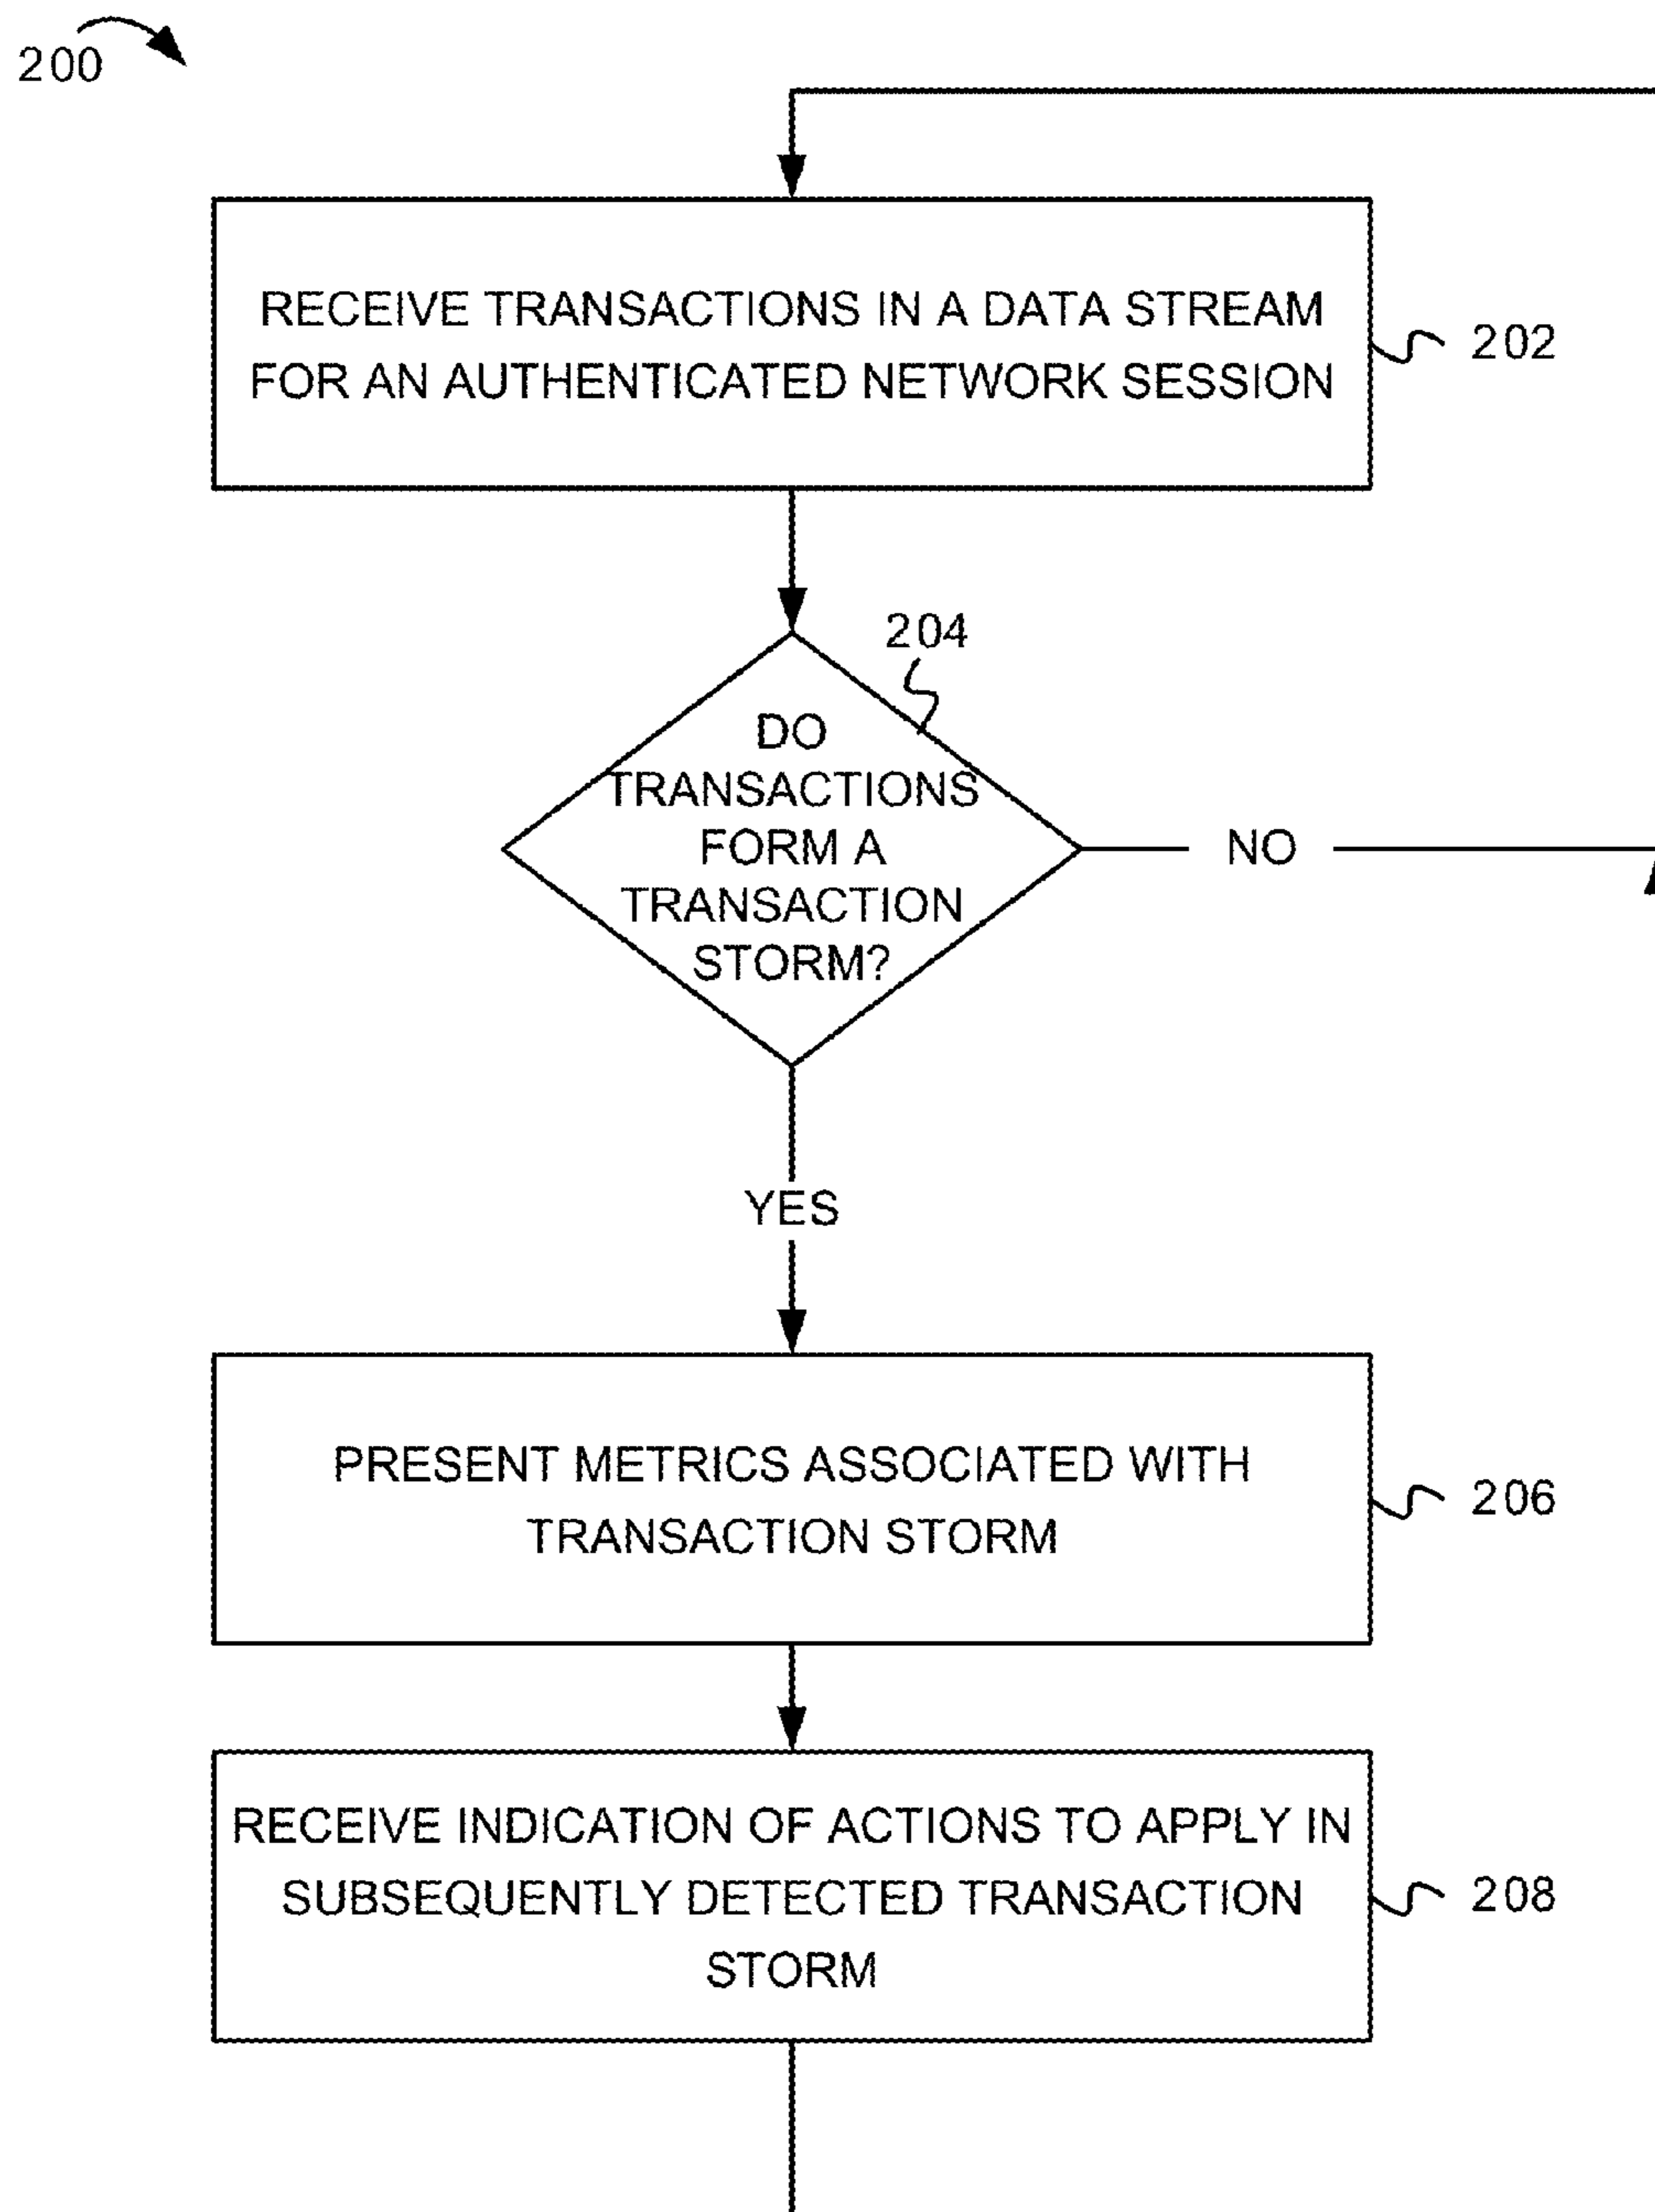 200
RECEIVE TRANSACTIONS IN A DATA STREAM
FOR AN AUTHENTICATED NETWORK SESSION
202
204
DO
TRANSACTIONS
FORM A
TRANSACTION
STORM?
NO
YES
PRESENT METRICS ASSOCIATED WITH
TRANSACTION STORM
206
RECEIVE INDICATION OF ACTIONS TO APPLY IN
SUBSEQUENTLY DETECTED TRANSACTION
STORM
208